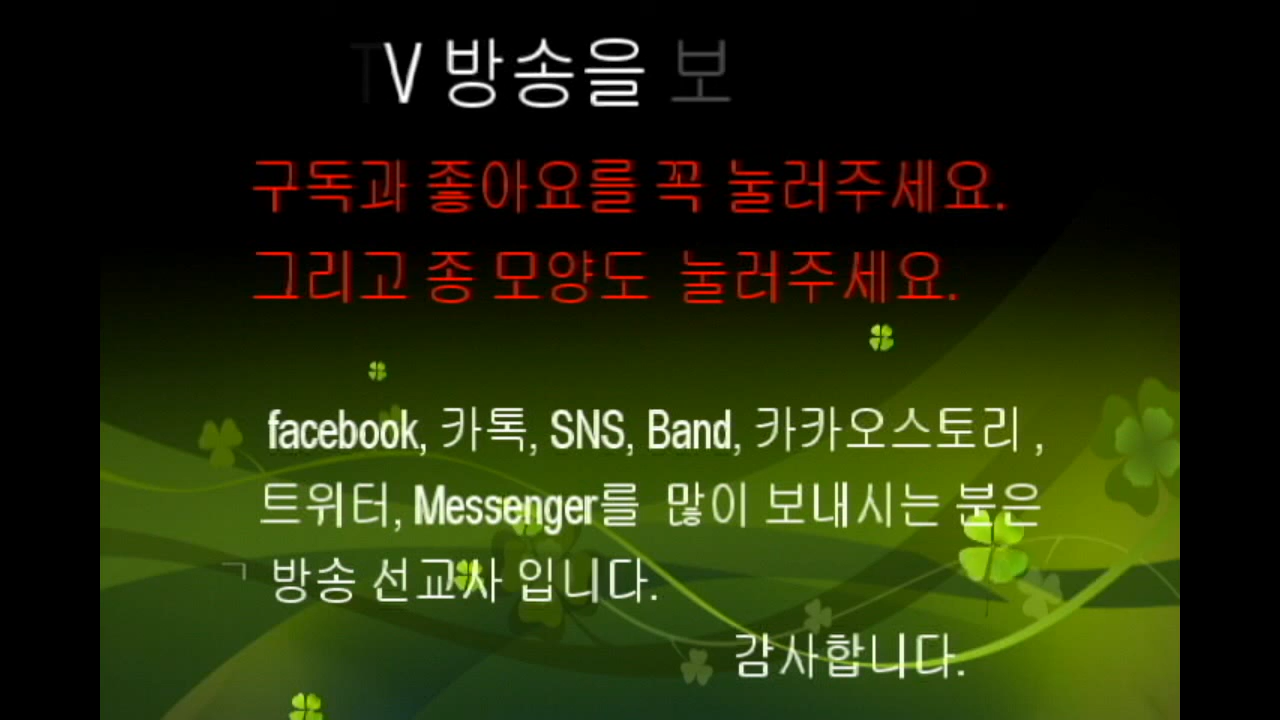 TV 방송을 보
구독과 좋아요를 꼭 눌러주세요.
그리고 종 모양도 눌러주세요.
facebook, 카톡, SNS, Band, 카카오스토리 ,
트위터, Messenger를 많이 보내시는 분은
방송 선교사 입니다.
감사합니다.